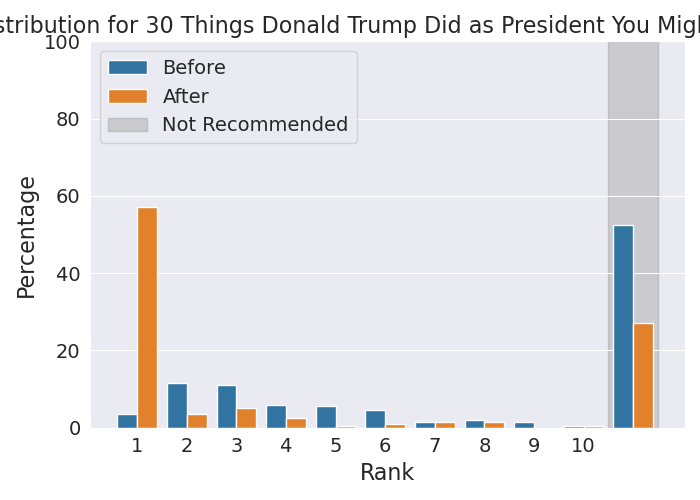 stribution for 30 Things Donald Trump Did as President You Migh
100
80
60
40
20
0
Percentage
Before
After
Not Recommended
1 2 3 4 5 6 7 8 9 10
Rank